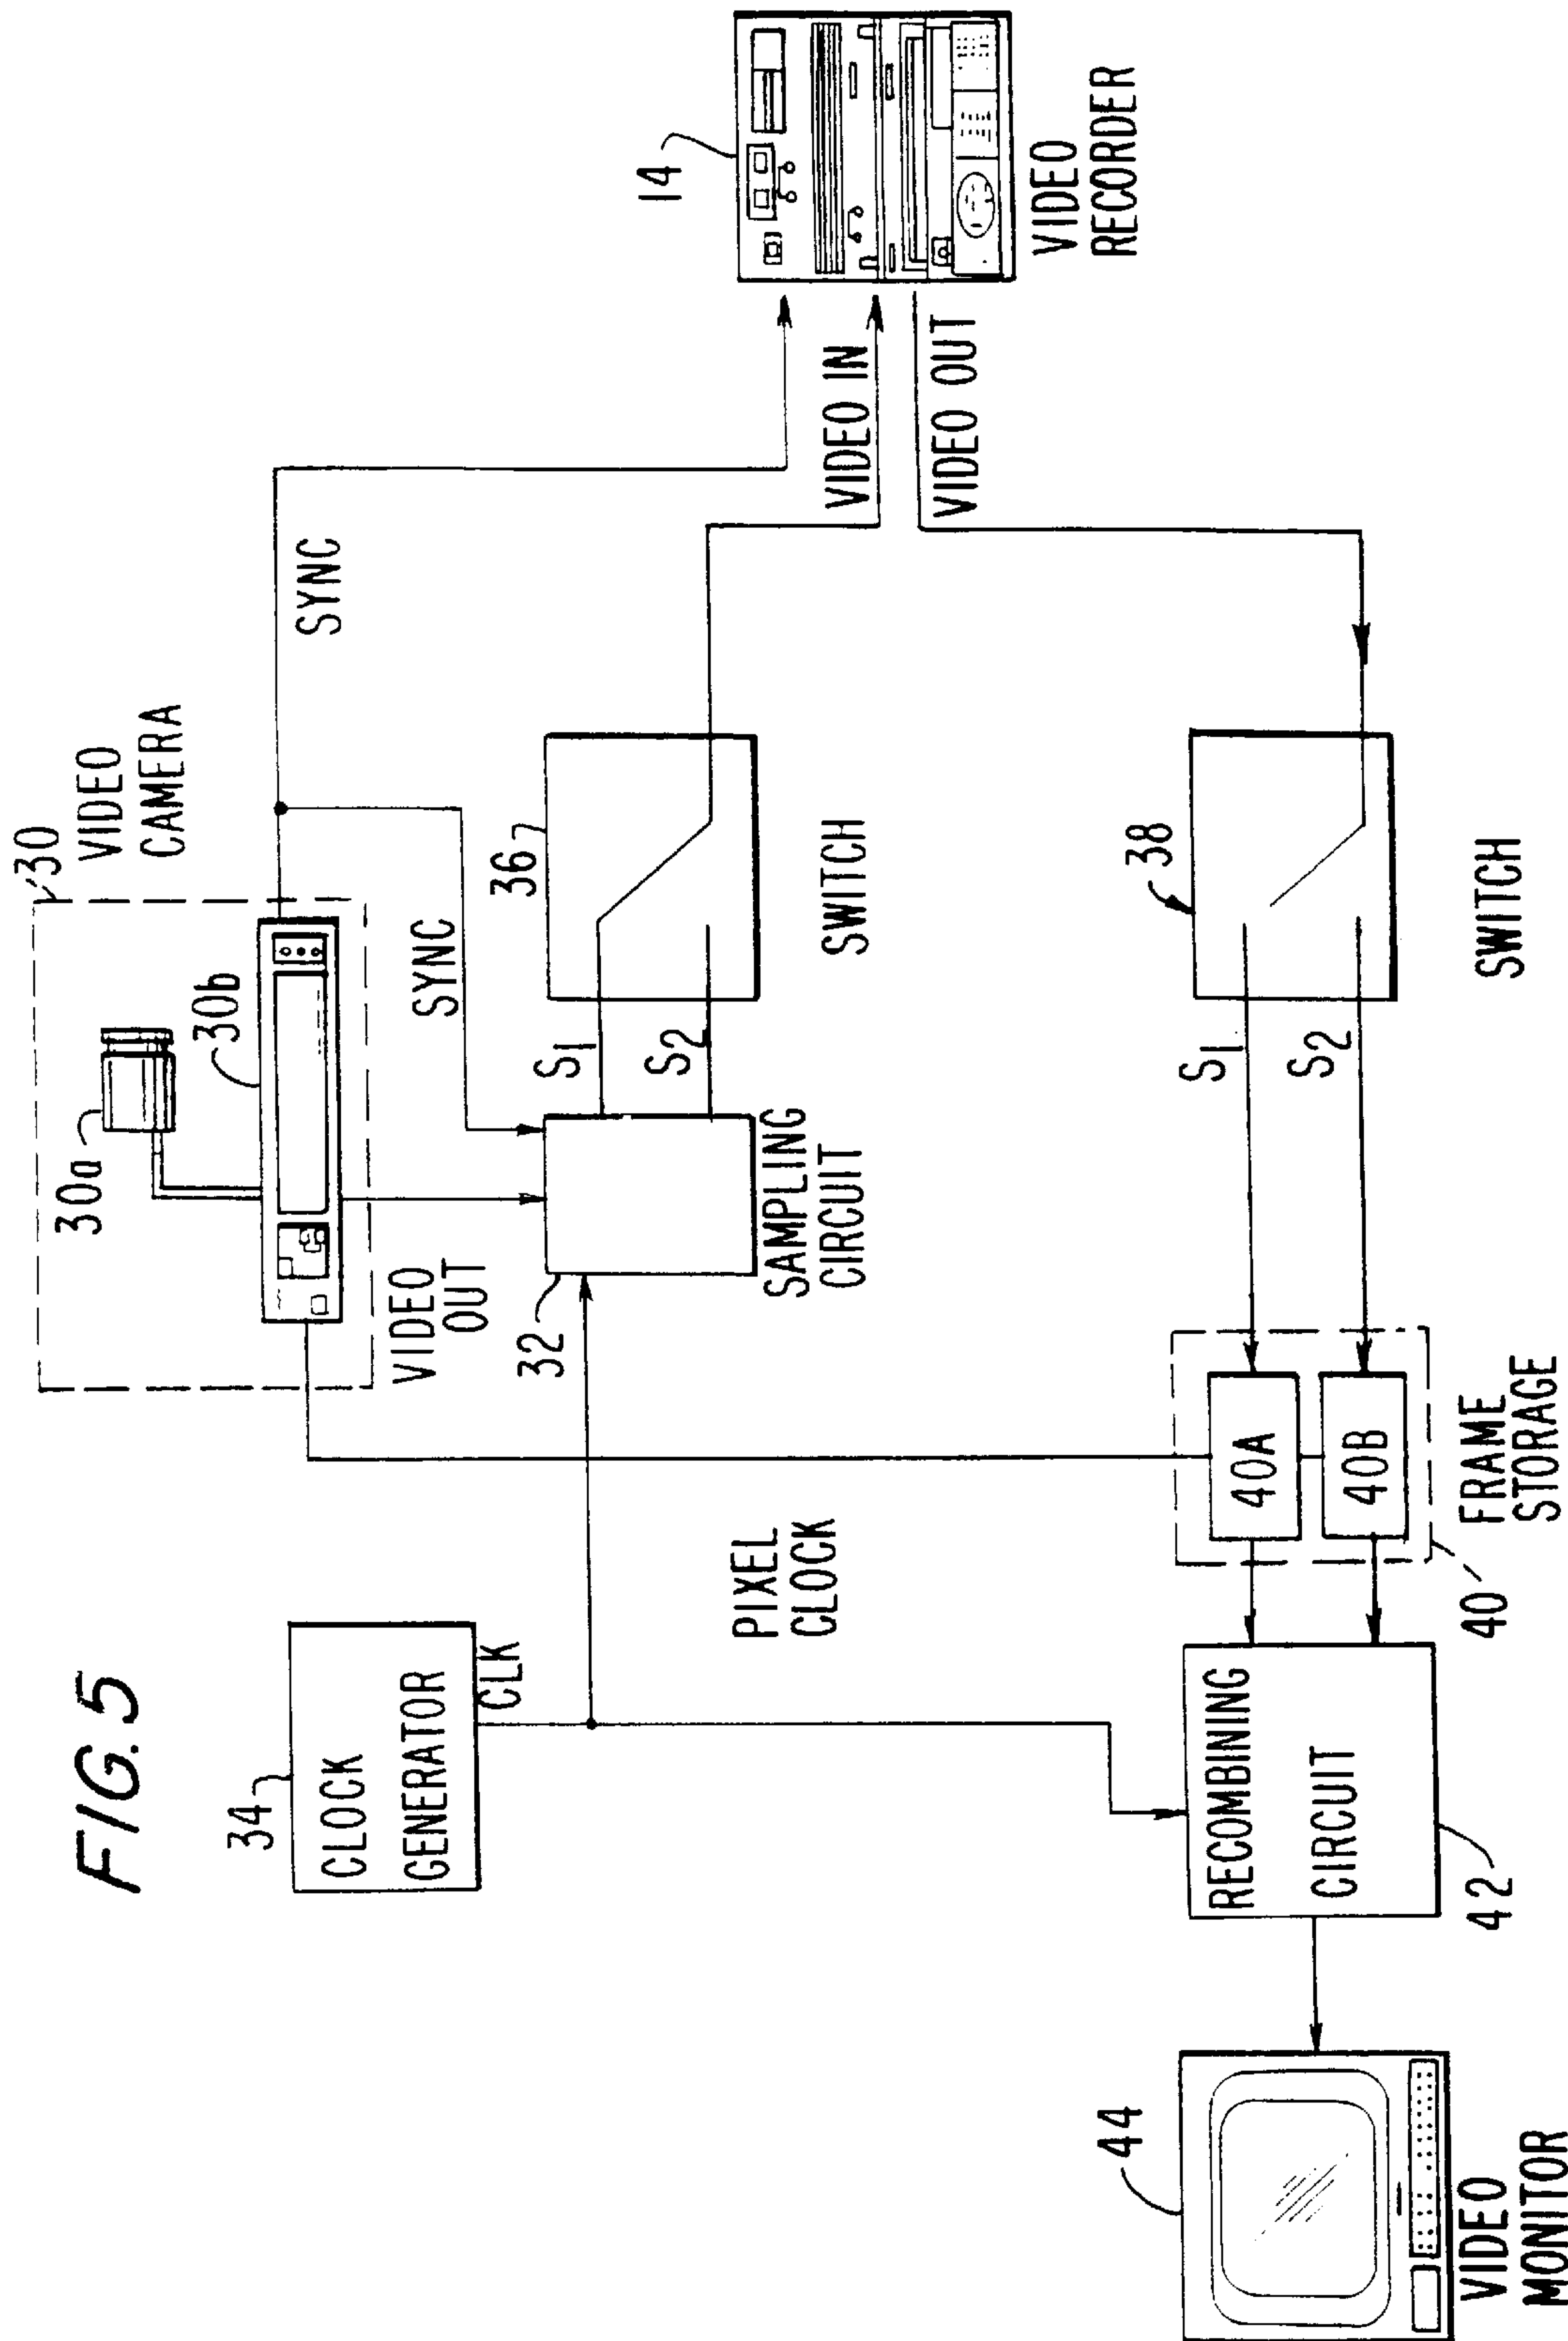 FIG. 5
30
VIDEO
CAMERA
30a
30b
SYNC
SYNC
VIDEO
OUT
34
CLOCK
GENERATOR
CLK
PIXEL
CLOCK
32
SAMPLING
CIRCUIT
S1
S2
36
SWITCH
VIDEO IN
VIDEO OUT
14
VIDEO
RECORDER
44
VIDEO
MONITOR
RECOMBINING
CIRCUIT
42
40A
40B
40
FRAME
STORAGE
S1
S2
38
SWITCH